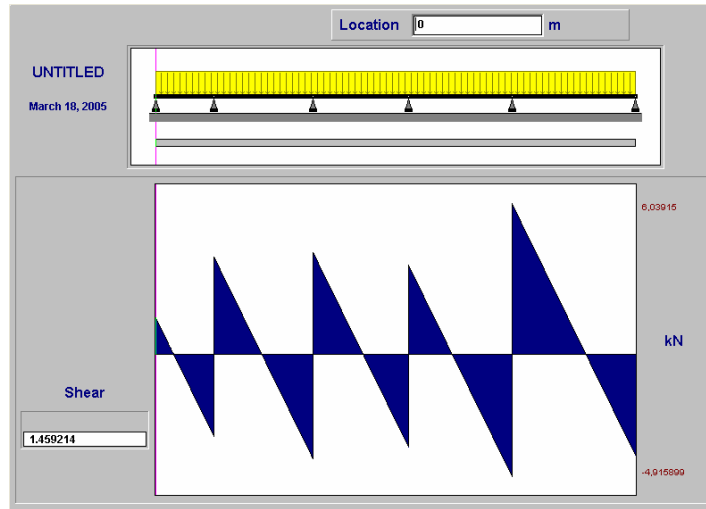 Location 0 m
UNTITLED
March 18, 2005
6,03915
kN
Shear
1.459214
-4,915899